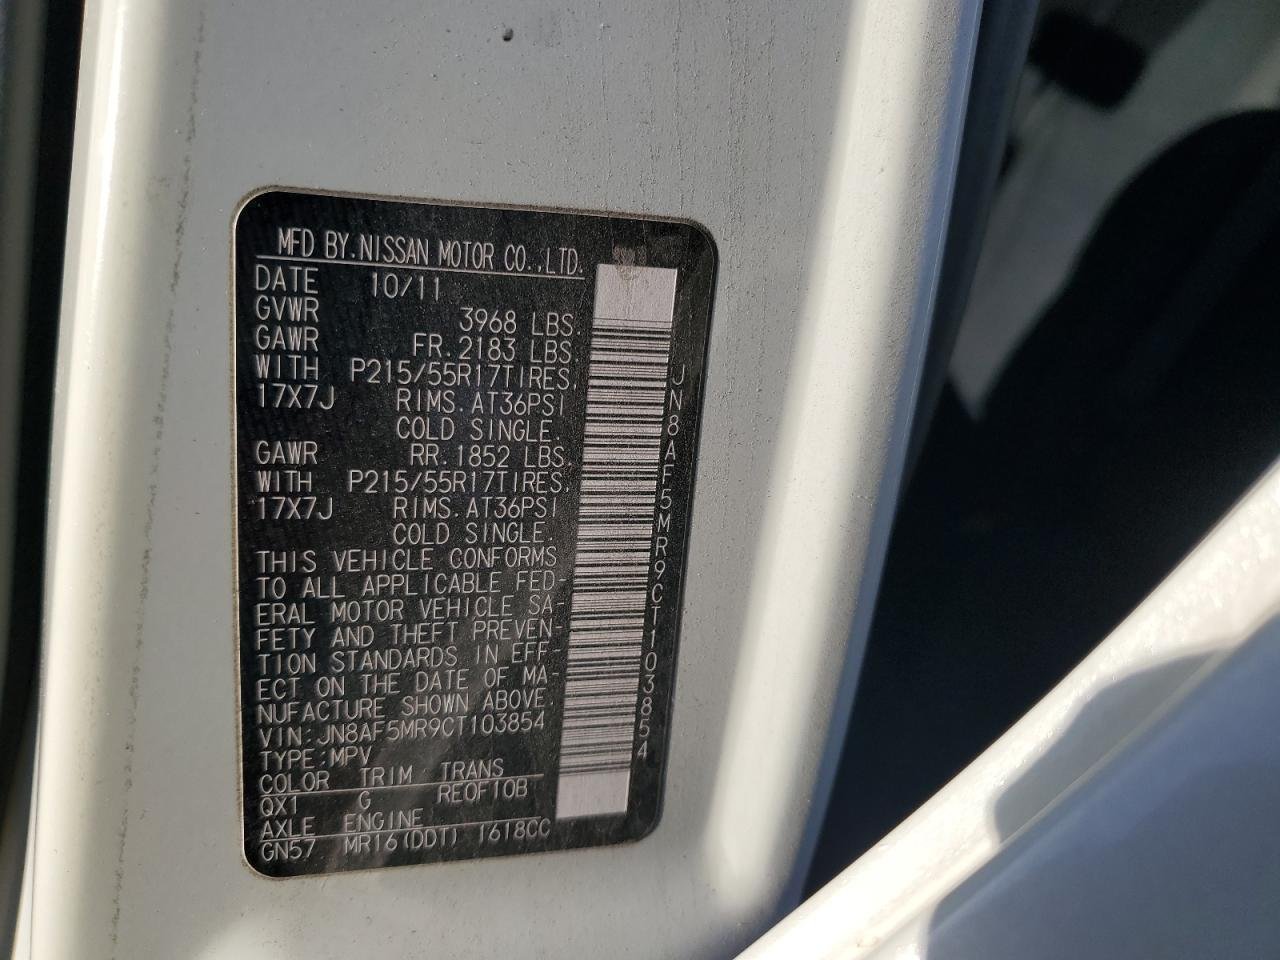 MFD BY.NISSAN MOTOR CO.,LTD.
DATE 10/11
GVWR 3968 LBS.
GAWR FR.2183 LBS.
WITH P215/55R17TIRES,
17X7J RIMS.AT36PSI
COLD SINGLE.
GAWR RR.1852 LBS.
WITH P215/55R17TIRES,
17X7J RIMS.AT36PSI
COLD SINGLE.
THIS VEHICLE CONFORMS
TO ALL APPLICABLE FED-
ERAL MOTOR VEHICLE SA-
FETY AND THEFT PREVEN-
TION STANDARDS IN EFF-
ECT ON THE DATE OF MA-
NUFACTURE SHOWN ABOVE.
VIN:JN8AF5MR9CT103854
TYPE:MPV
COLOR TRIM TRANS
QX1 G RE0F10B
AXLE ENGINE
GN57 MR16(DDT) 1618CC
JN8AF5MR9CT103854